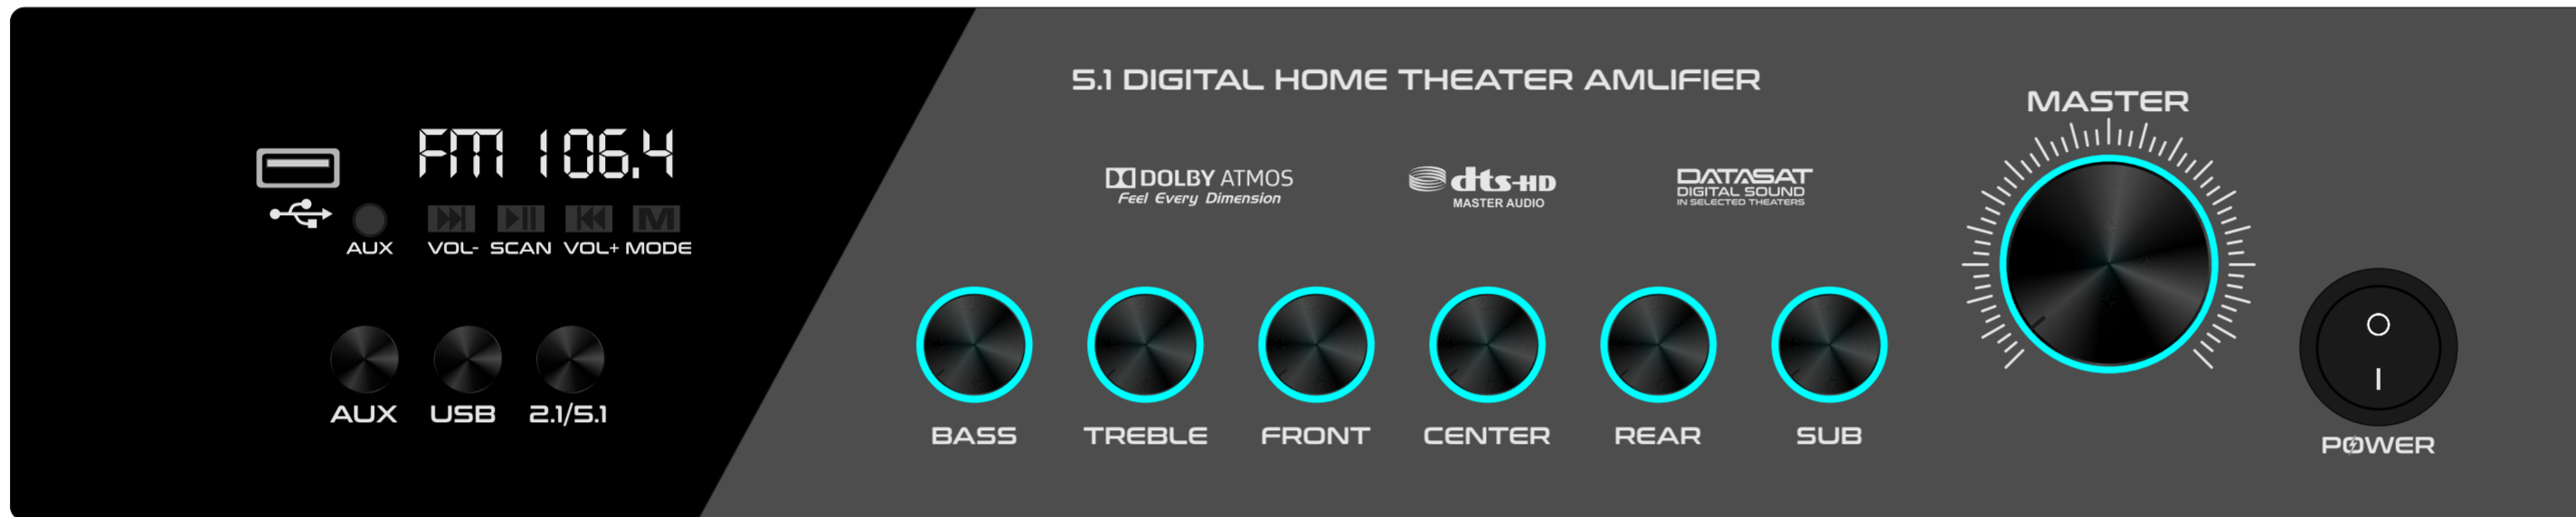 FM 106.4
AUX
VOL- SCAN VOL+ MODE
M
AUX USB 2.1/5.1
5.1 DIGITAL HOME THEATER AMLIFIER
DOLBY ATMOS
Feel Every Dimension
dts-HD
MASTER AUDIO
DATASAT
DIGITAL SOUND
IN SELECTED THEATERS
BASS TREBLE FRONT CENTER REAR SUB
MASTER
POWER